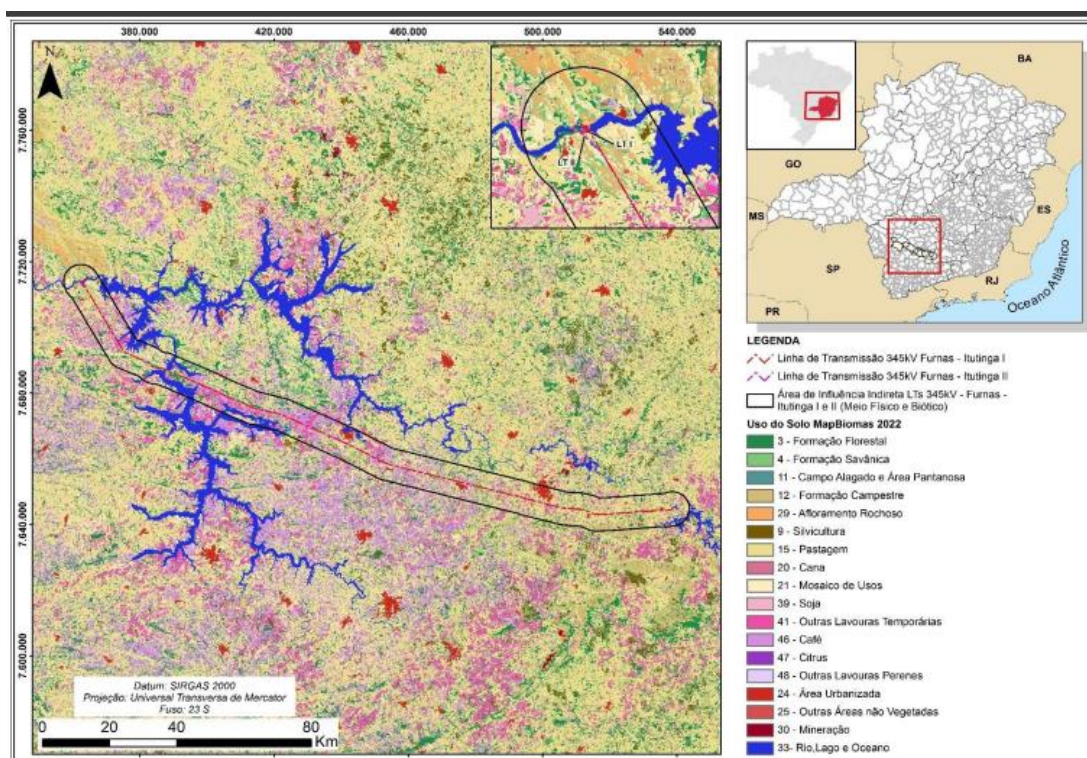 380.000
420.000
460.000
500.000
540.000
N
7.760.000
7.720.000
7.680.000
7.640.000
7.600.000
LT I
LT II
Datum: SIRGAS 2000
Projeção: Universal Transversa de Mercator
Fuso: 23 S
0 20 40 60 80
Km
BA
GO
MS
ES
SP
RJ
PR
Oceano Atlântico
LEGENDA
Linha de Transmissão 345kV Furnas - Itutinga I
Linha de Transmissão 345kV Furnas - Itutinga II
Área de Influência Indireta LTs 345kV - Furnas -
Itutinga I e II (Meio Físico e Biótico)
Uso do Solo MapBiomas 2022
3 - Formação Florestal
4 - Formação Savânica
11 - Campo Alagado e Área Pantanosa
12 - Formação Campestre
29 - Afloramento Rochoso
9 - Silvicultura
15 - Pastagem
20 - Cana
21 - Mosaico de Usos
39 - Soja
41 - Outras Lavouras Temporárias
46 - Café
47 - Citrus
48 - Outras Lavouras Perenes
24 - Área Urbanizada
25 - Outras Áreas não Vegetadas
30 - Mineração
33- Rio,Lago e Oceano